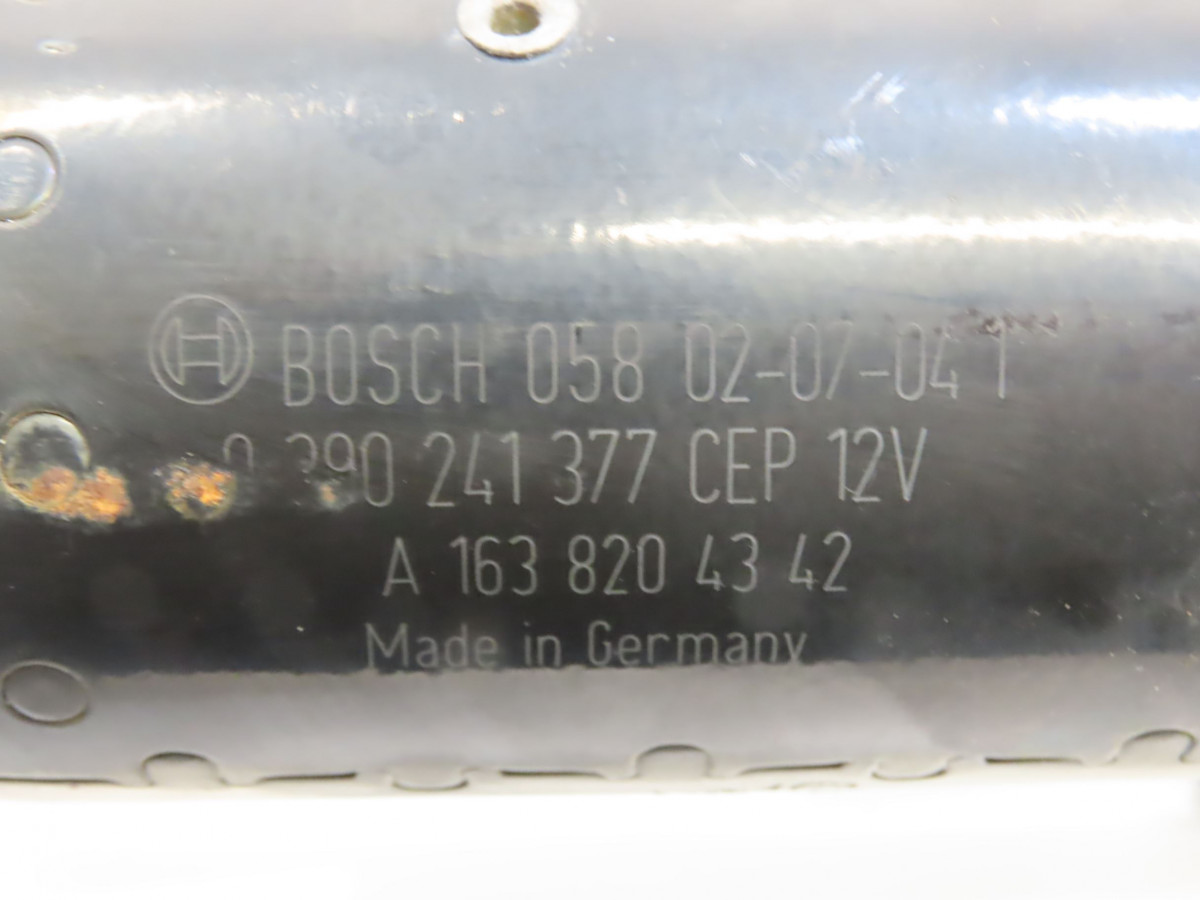 BOSCH 058 02-07-04 1
0 390 241 377 CEP 12V
A 163 820 43 42
Made in Germany